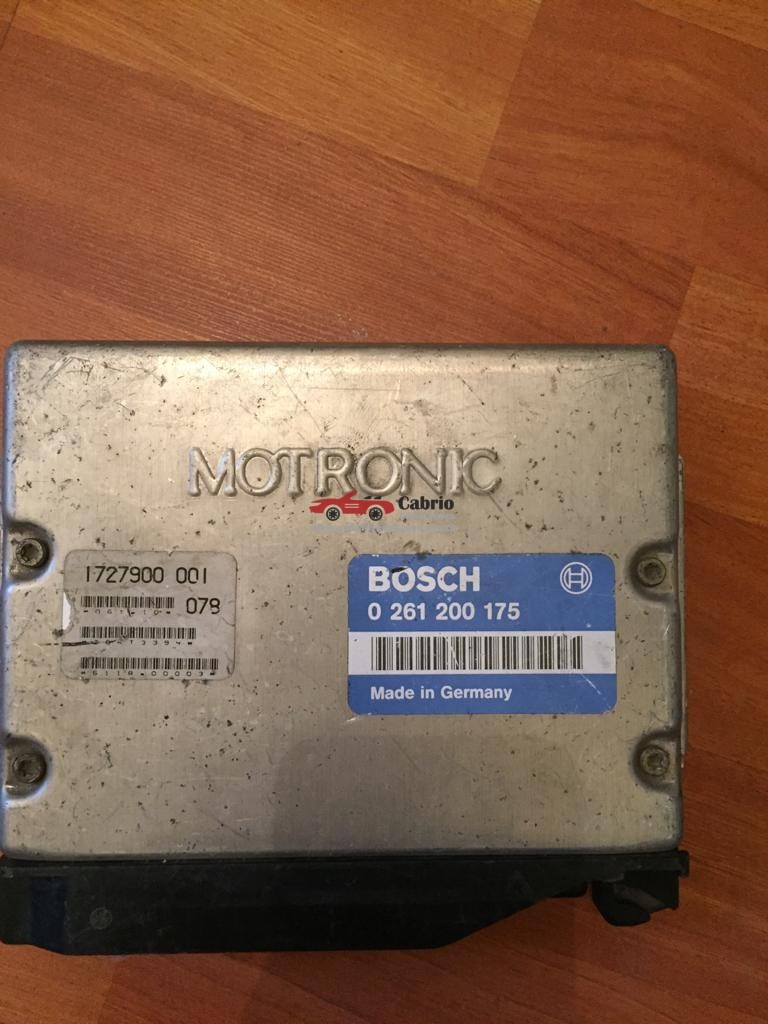 MOTRONIC
Cabrio
1727900 001
078
BOSCH
0 261 200 175
Made in Germany